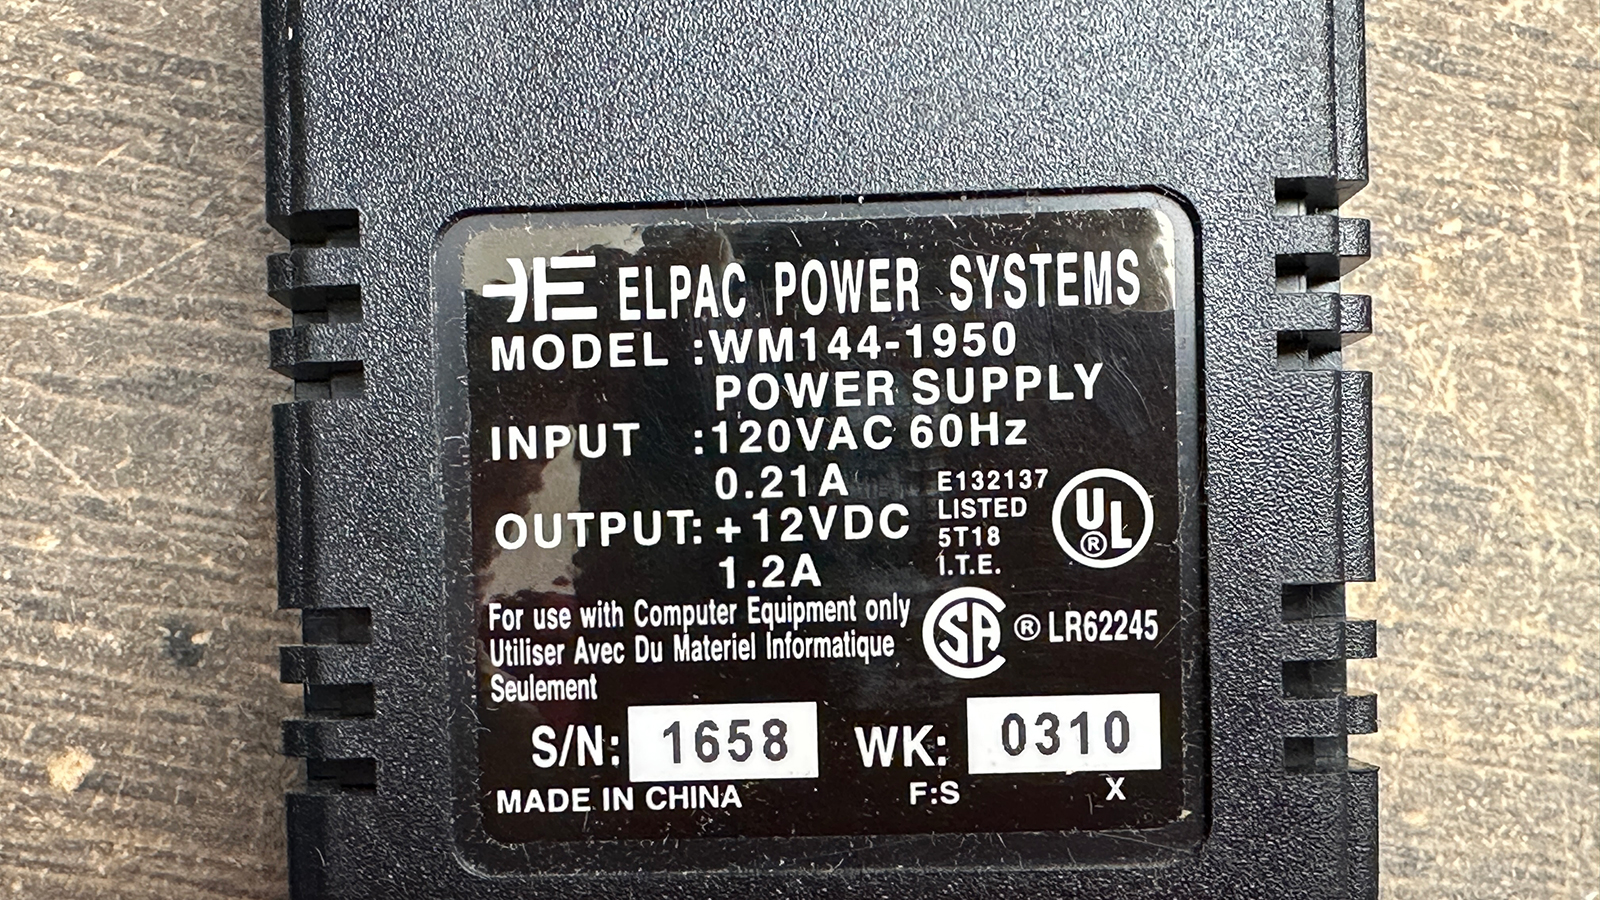 ELPAC POWER SYSTEMS
MODEL :WM144-1950
POWER SUPPLY
INPUT :120VAC 60Hz
0.21A
OUTPUT: +12VDC
1.2A
E132137
LISTED
5T18
I.T.E.
UL
®
For use with Computer Equipment only
Utiliser Avec Du Materiel Informatique
Seulement
SA ® LR62245
S/N: 1658 WK: 0310
MADE IN CHINA F:S X